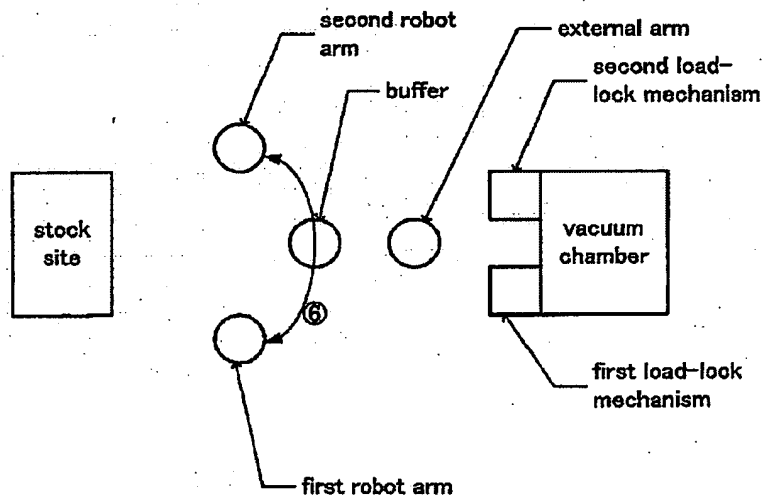 second robot
arm
external arm
second load-
lock mechanism
buffer
stock
site
vacuum
chamber
⑥
first load-lock
mechanism
first robot arm